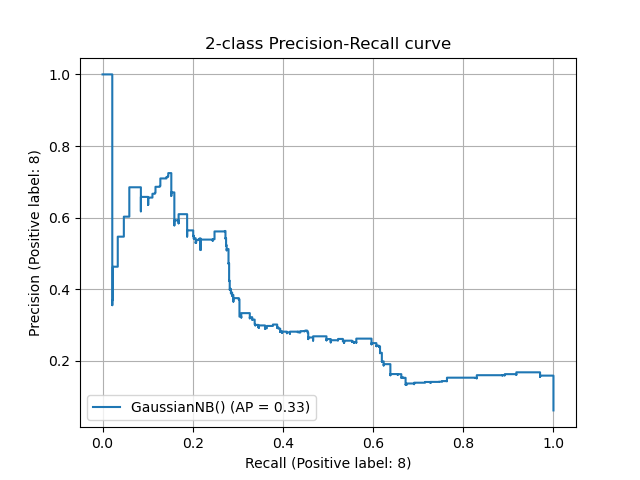 2-class Precision-Recall curve
Precision (Positive label: 8)
1.0
0.8
0.6
0.4
0.2
GaussianNB() (AP = 0.33)
0.0
0.2
0.4
0.6
0.8
1.0
Recall (Positive label: 8)